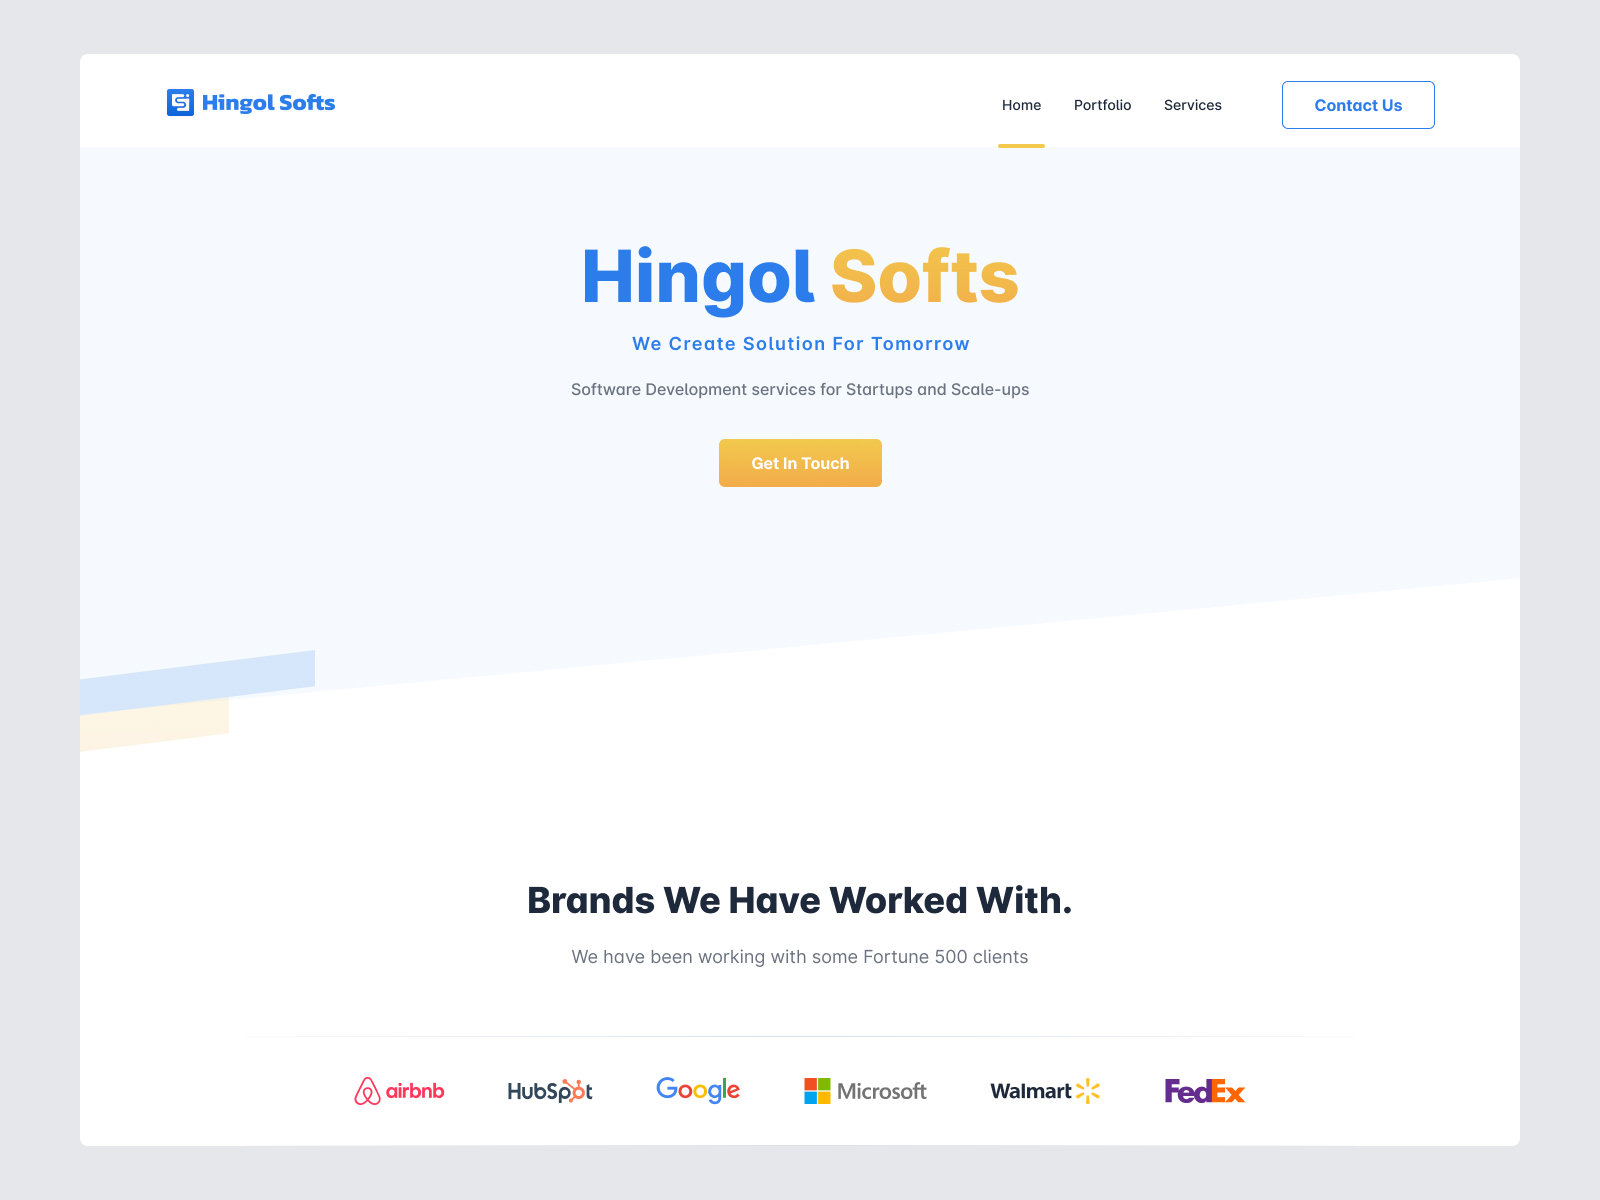 Hingol Softs
Home Portfolio Services Contact Us
Hingol Softs
We Create Solution For Tomorrow
Software Development services for Startups and Scale-ups
Get In Touch
Brands We Have Worked With.
We have been working with some Fortune 500 clients
airbnb HubSpot Google Microsoft Walmart FedEx